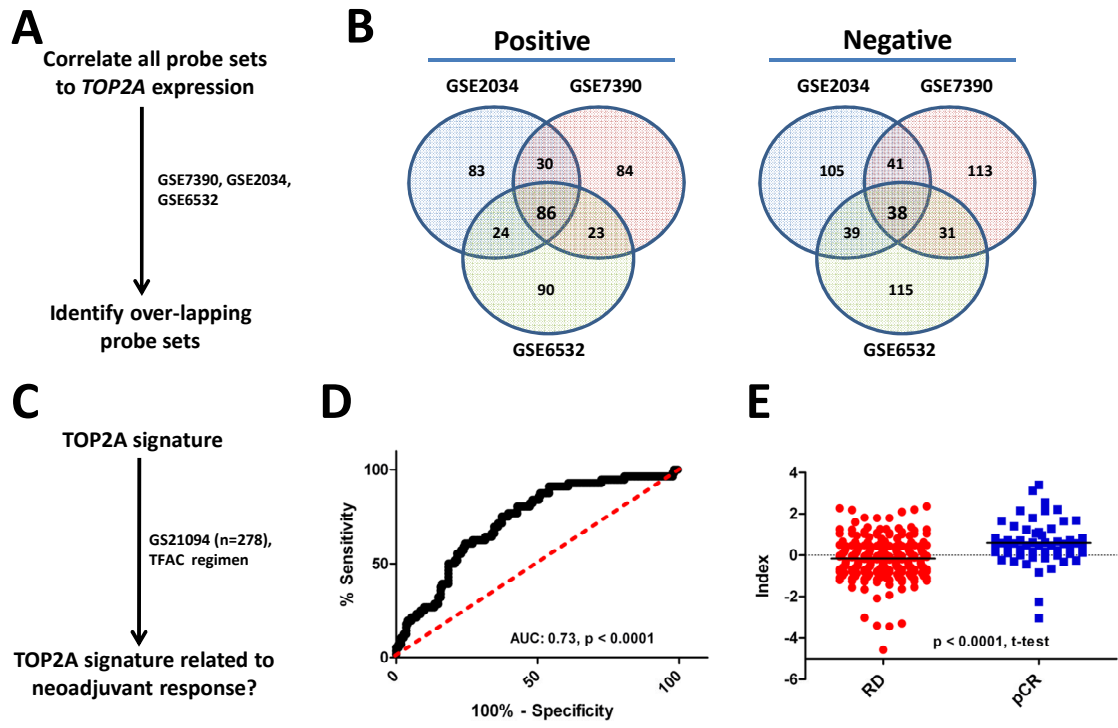 A
Correlate all probe sets
to TOP2A expression
GSE7390, GSE2034,
GSE6532
Identify over-lapping
probe sets
B
Positive
GSE2034 GSE7390
83 30 84
86
24 23
90
GSE6532
Negative
GSE2034 GSE7390
105 41 113
38
39 31
115
GSE6532
C
TOP2A signature
GS21094 (n=278),
TFAC regimen
TOP2A signature related to
neoadjuvant response?
D
% Sensitivity
100
50
0
AUC: 0.73, p < 0.0001
0 50 100
100% - Specificity
E
Index
4
2
0
-2
-4
-6
p < 0.0001, t-test
RD pCR